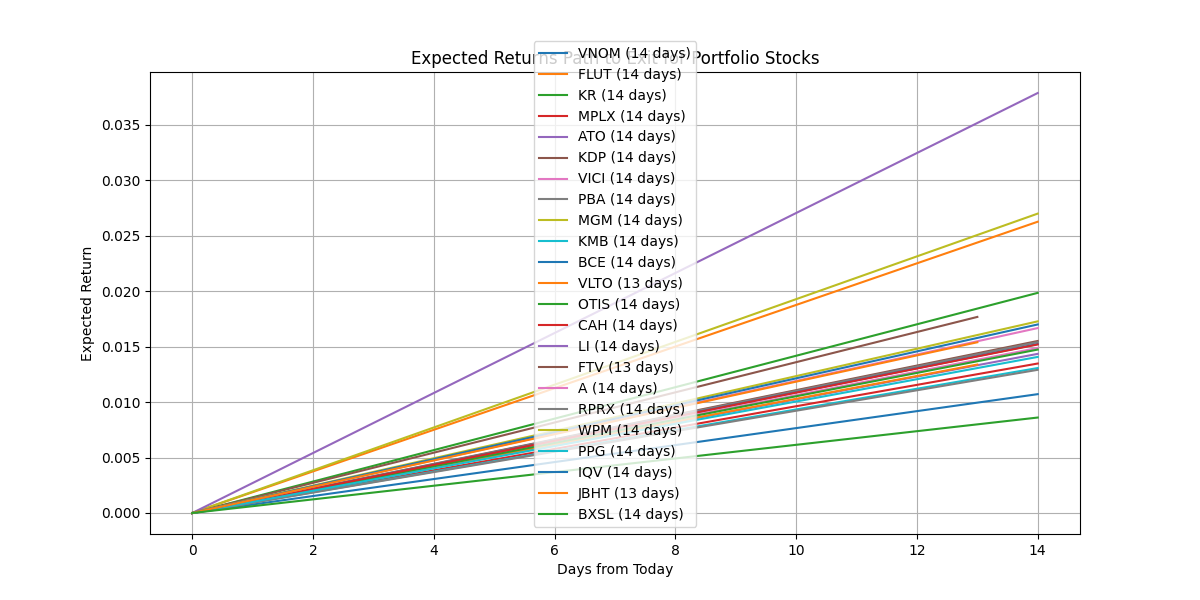 Expected Returns Path to Exit for Portfolio Stocks
VNOM (14 days)
FLUT (14 days)
KR (14 days)
MPLX (14 days)
ATO (14 days)
KDP (14 days)
VICI (14 days)
PBA (14 days)
MGM (14 days)
KMB (14 days)
BCE (14 days)
VLTO (13 days)
OTIS (14 days)
CAH (14 days)
LI (14 days)
FTV (13 days)
A (14 days)
RPRX (14 days)
WPM (14 days)
PPG (14 days)
IQV (14 days)
JBHT (13 days)
BXSL (14 days)
Expected Return
0.035
0.030
0.025
0.020
0.015
0.010
0.005
0.000
0 2 4 6 8 10 12 14
Days from Today